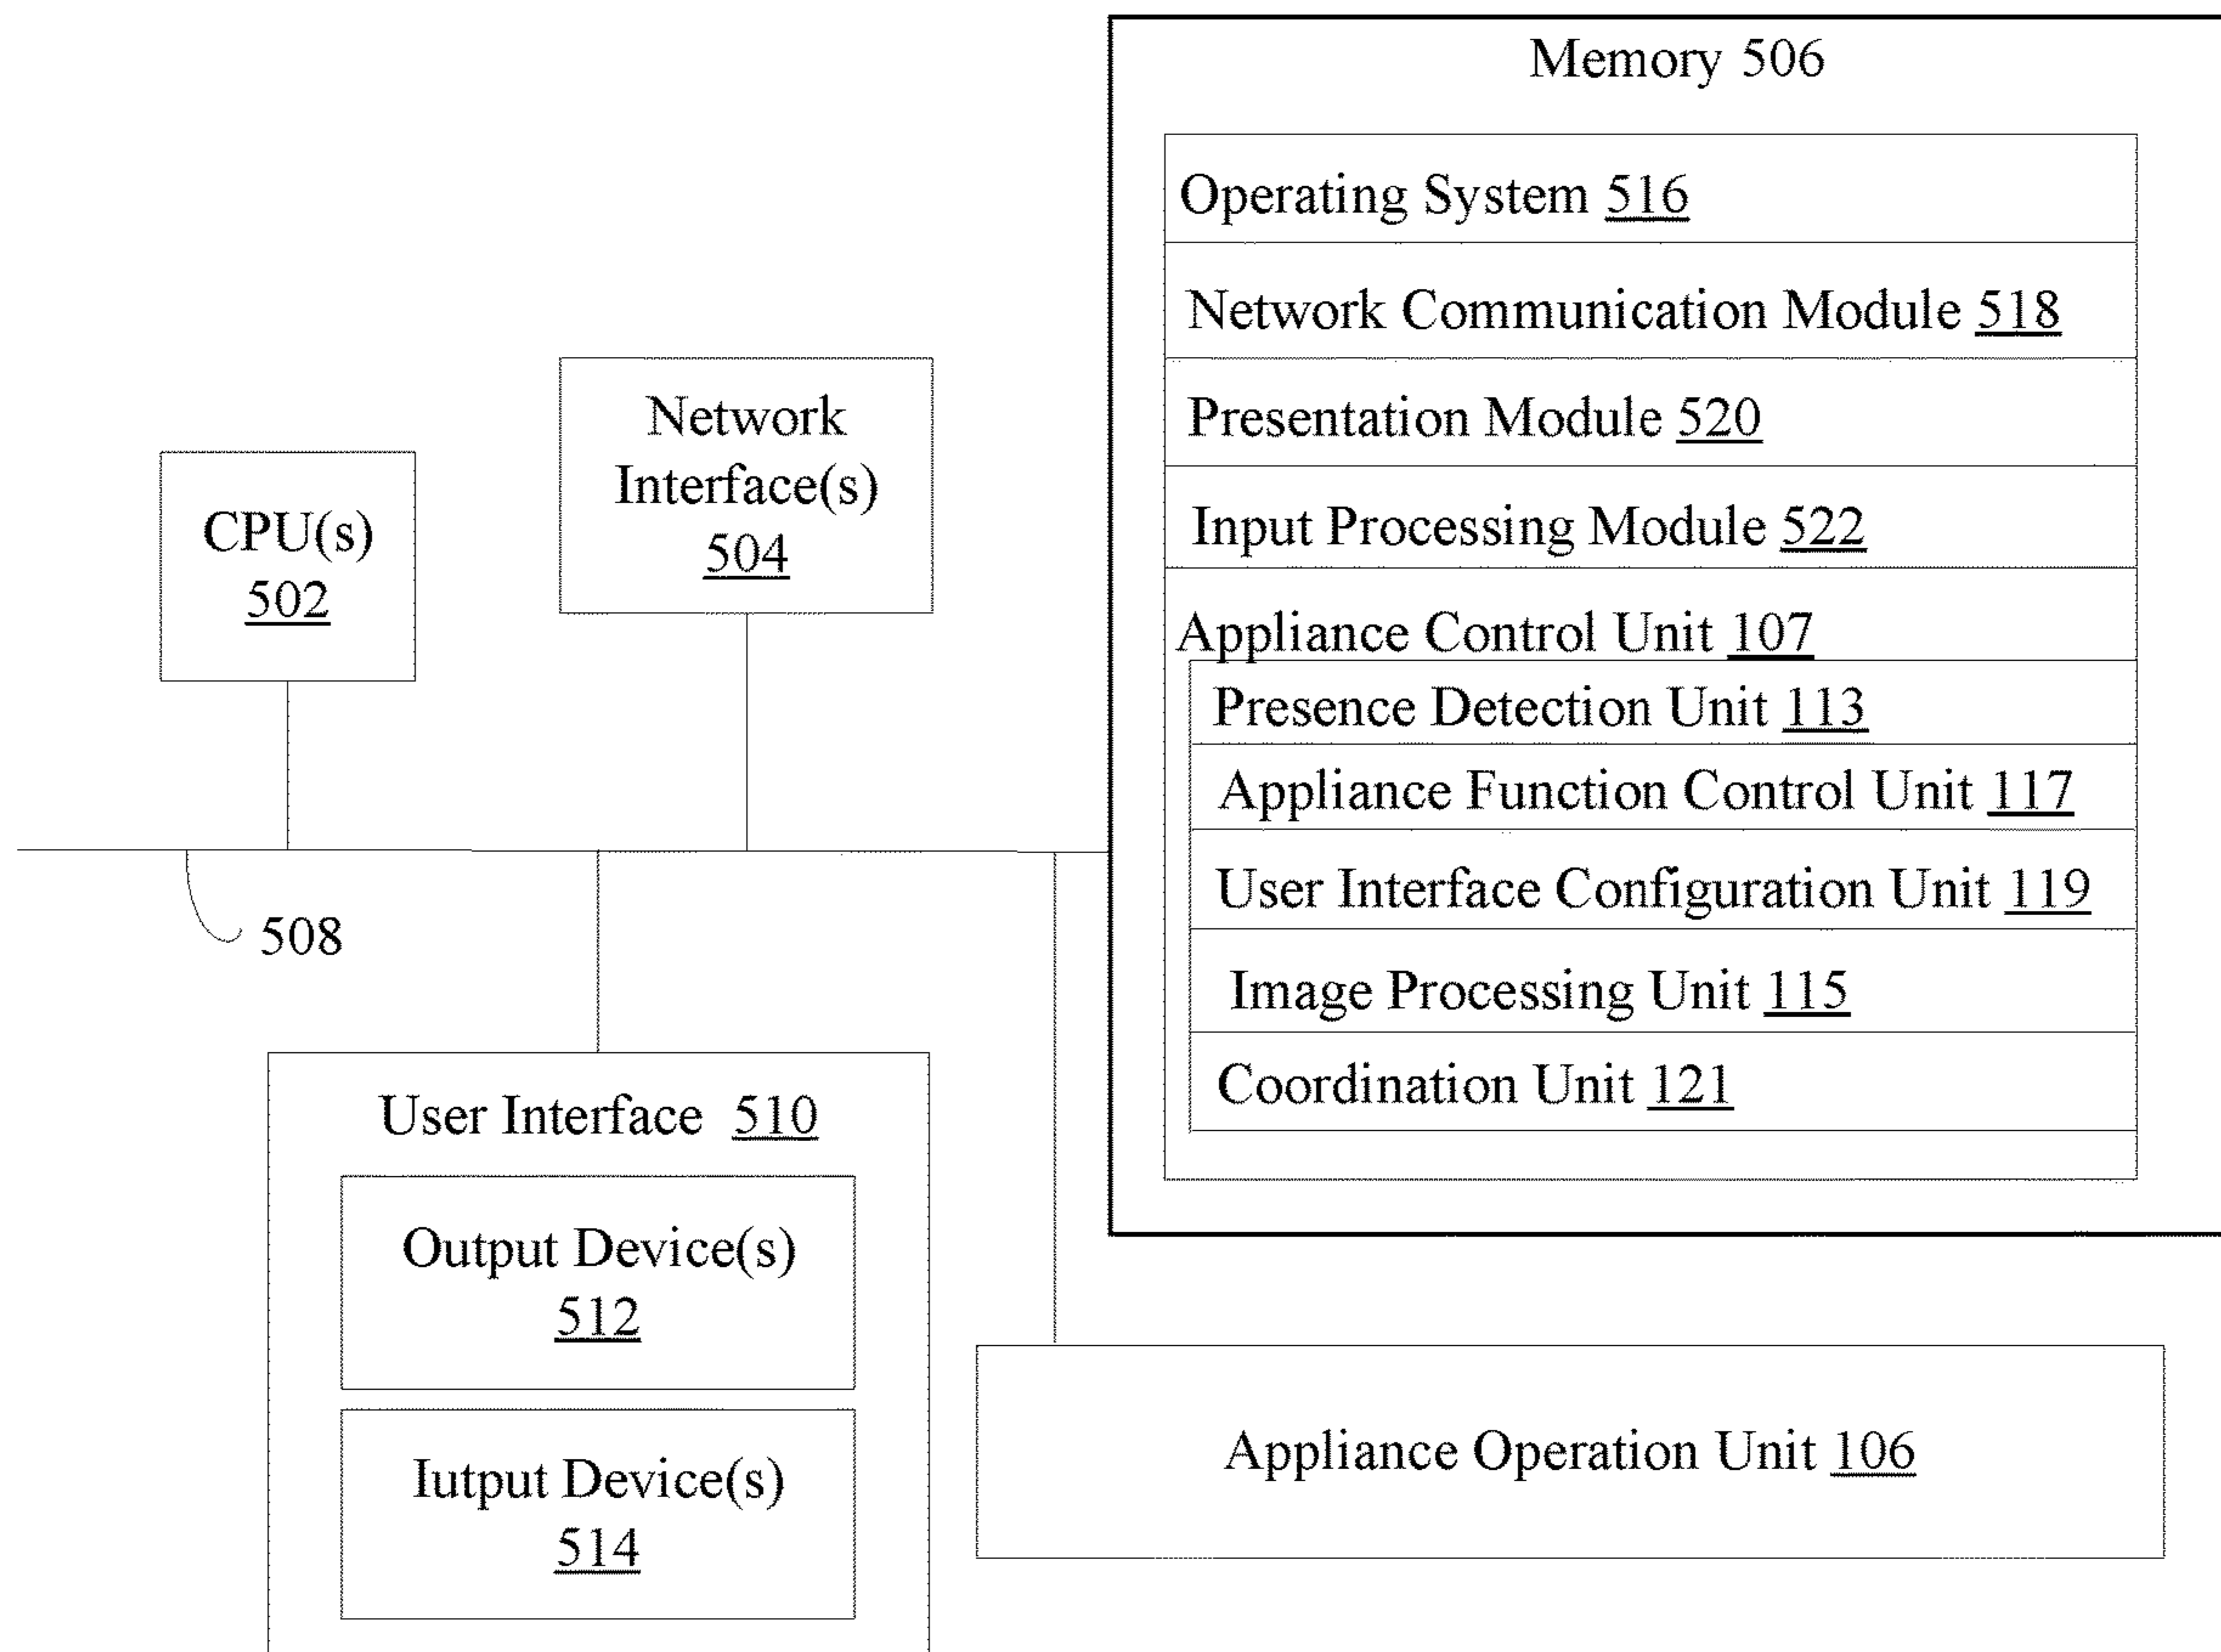 Memory 506
Operating System 516
Network Communication Module 518
Presentation Module 520
Input Processing Module 522
Appliance Control Unit 107
Presence Detection Unit 113
Appliance Function Control Unit 117
User Interface Configuration Unit 119
Image Processing Unit 115
Coordination Unit 121
Network
Interface(s)
504
CPU(s)
502
508
User Interface 510
Output Device(s)
512
Iutput Device(s)
514
Appliance Operation Unit 106